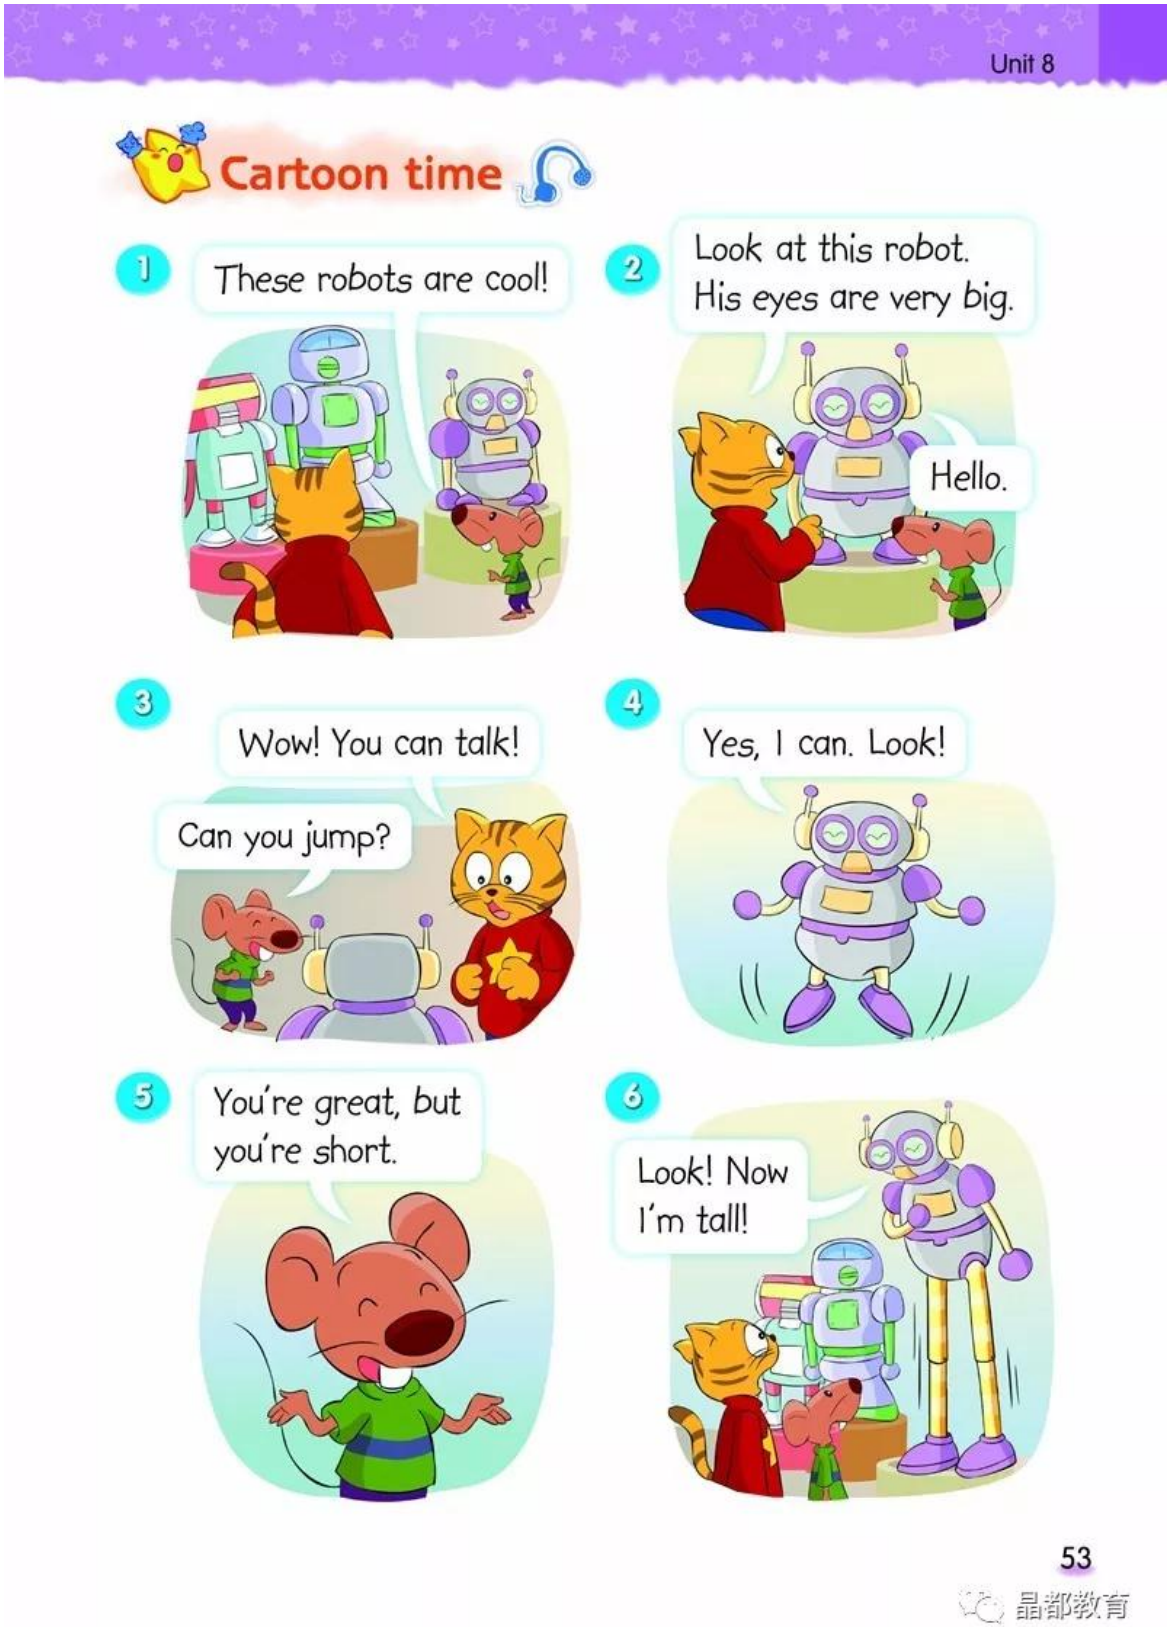 Unit 8
Cartoon time
1
These robots are cool!
2
Look at this robot.
His eyes are very big.
Hello.
3
Wow! You can talk!
Can you jump?
4
Yes, I can. Look!
5
You're great, but
you're short.
6
Look! Now
I'm tall!
53
晶都教育